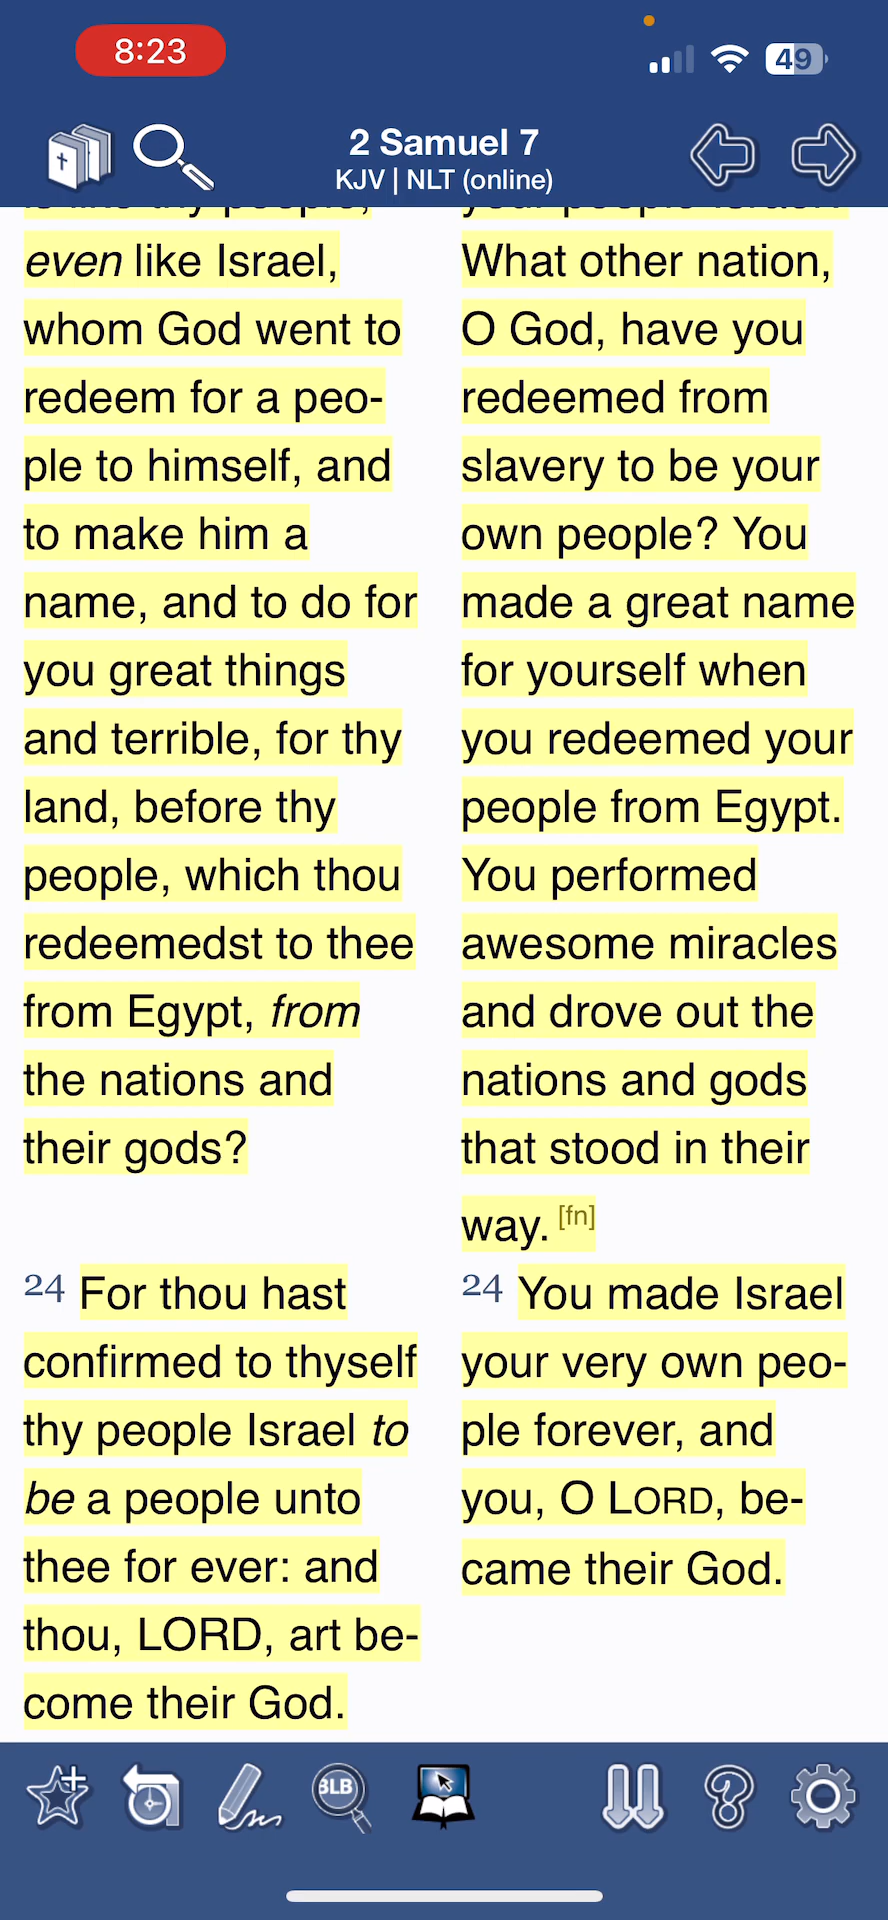 8:23
49
2 Samuel 7
KJV | NLT (online)
is like thy people,
even like Israel,
whom God went to
redeem for a peo-
ple to himself, and
to make him a
name, and to do for
you great things
and terrible, for thy
land, before thy
people, which thou
redeemedst to thee
from Egypt, from
the nations and
their gods?
24 For thou hast
confirmed to thyself
thy people Israel to
be a people unto
thee for ever: and
thou, LORD, art be-
come their God.
your people Israel?
What other nation,
O God, have you
redeemed from
slavery to be your
own people? You
made a great name
for yourself when
you redeemed your
people from Egypt.
You performed
awesome miracles
and drove out the
nations and gods
that stood in their
way. [fn]
24 You made Israel
your very own peo-
ple forever, and
you, O LORD, be-
came their God.
BLB